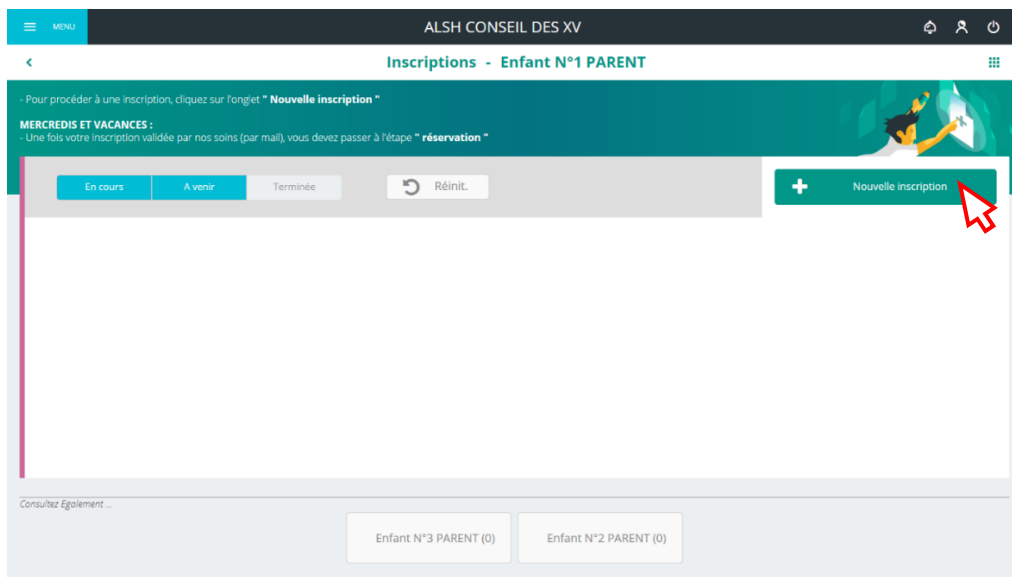 MENU
ALSH CONSEIL DES XV
Inscriptions - Enfant N°1 PARENT
- Pour procéder à une inscription, cliquez sur l'onglet " Nouvelle inscription "
MERCREDIS ET VACANCES :
- Une fois votre inscription validée par nos soins (par mail), vous devez passer à l'étape " réservation "
En cours
A venir
Terminée
Réinit.
Nouvelle inscription
Consultez Egalement ...
Enfant N°3 PARENT (0)
Enfant N°2 PARENT (0)